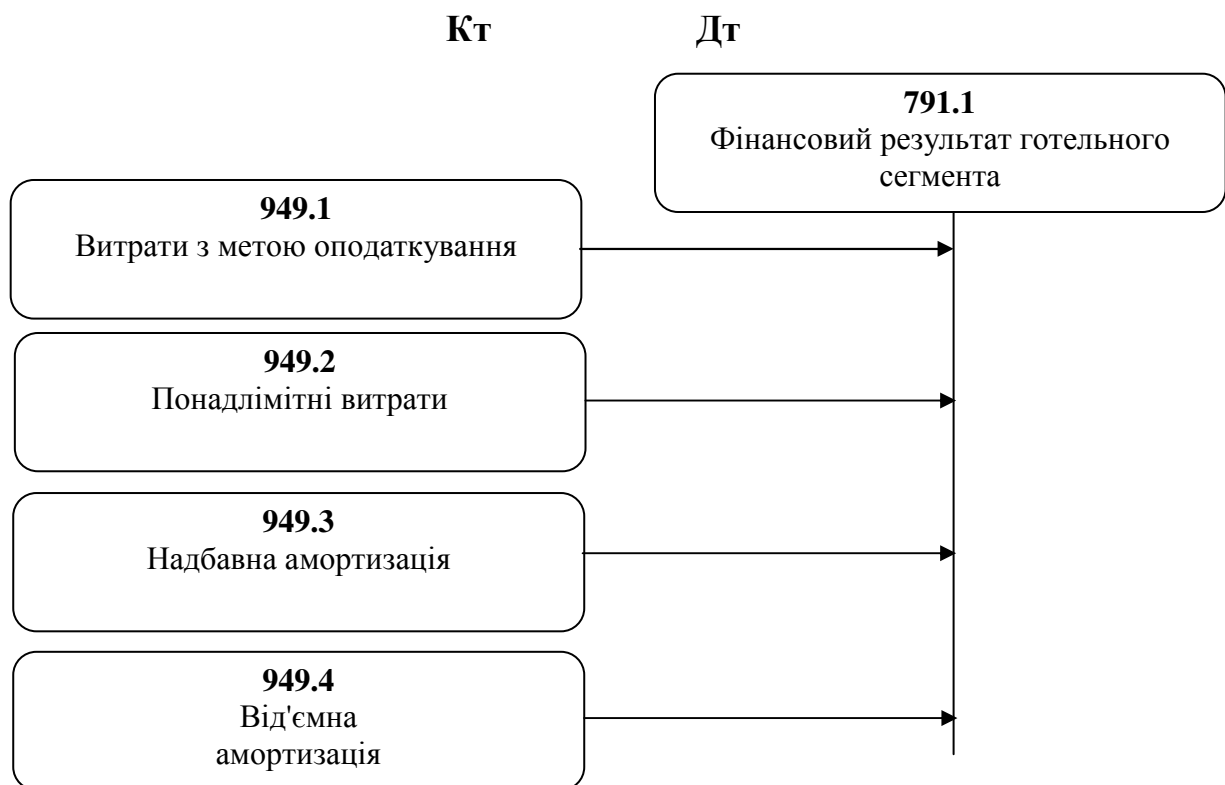 Кт Дт
791.1
Фінансовий результат готельного
сегмента
949.1
Витрати з метою оподаткування
949.2
Понадлімітні витрати
949.3
Надбавна амортизація
949.4
Від'ємна
амортизація